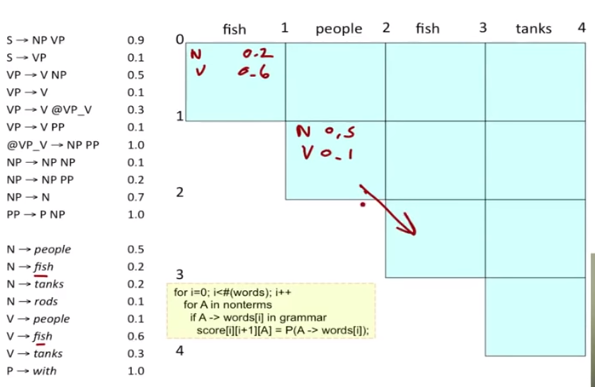 fish 1 people 2 fish 3 tanks 4
0
S → NP VP 0.9
S → VP 0.1
VP → V NP 0.5
VP → V 0.1
VP → V @VP_V 0.3
VP → V PP 0.1
@VP_V → NP PP 1.0
NP → NP NP 0.1
NP → NP PP 0.2
NP → N 0.7
PP → P NP 1.0
N → people 0.5
N → fish 0.2
N → tanks 0.2
N → rods 0.1
V → people 0.1
V → fish 0.6
V → tanks 0.3
P → with 1.0
N 0.2
V 0.6
1
N 0.5
V 0.1
2
3
for i=0; i<#(words); i++
for A in nonterms
if A -> words[i] in grammar
score[i][i+1][A] = P(A -> words[i]);
4